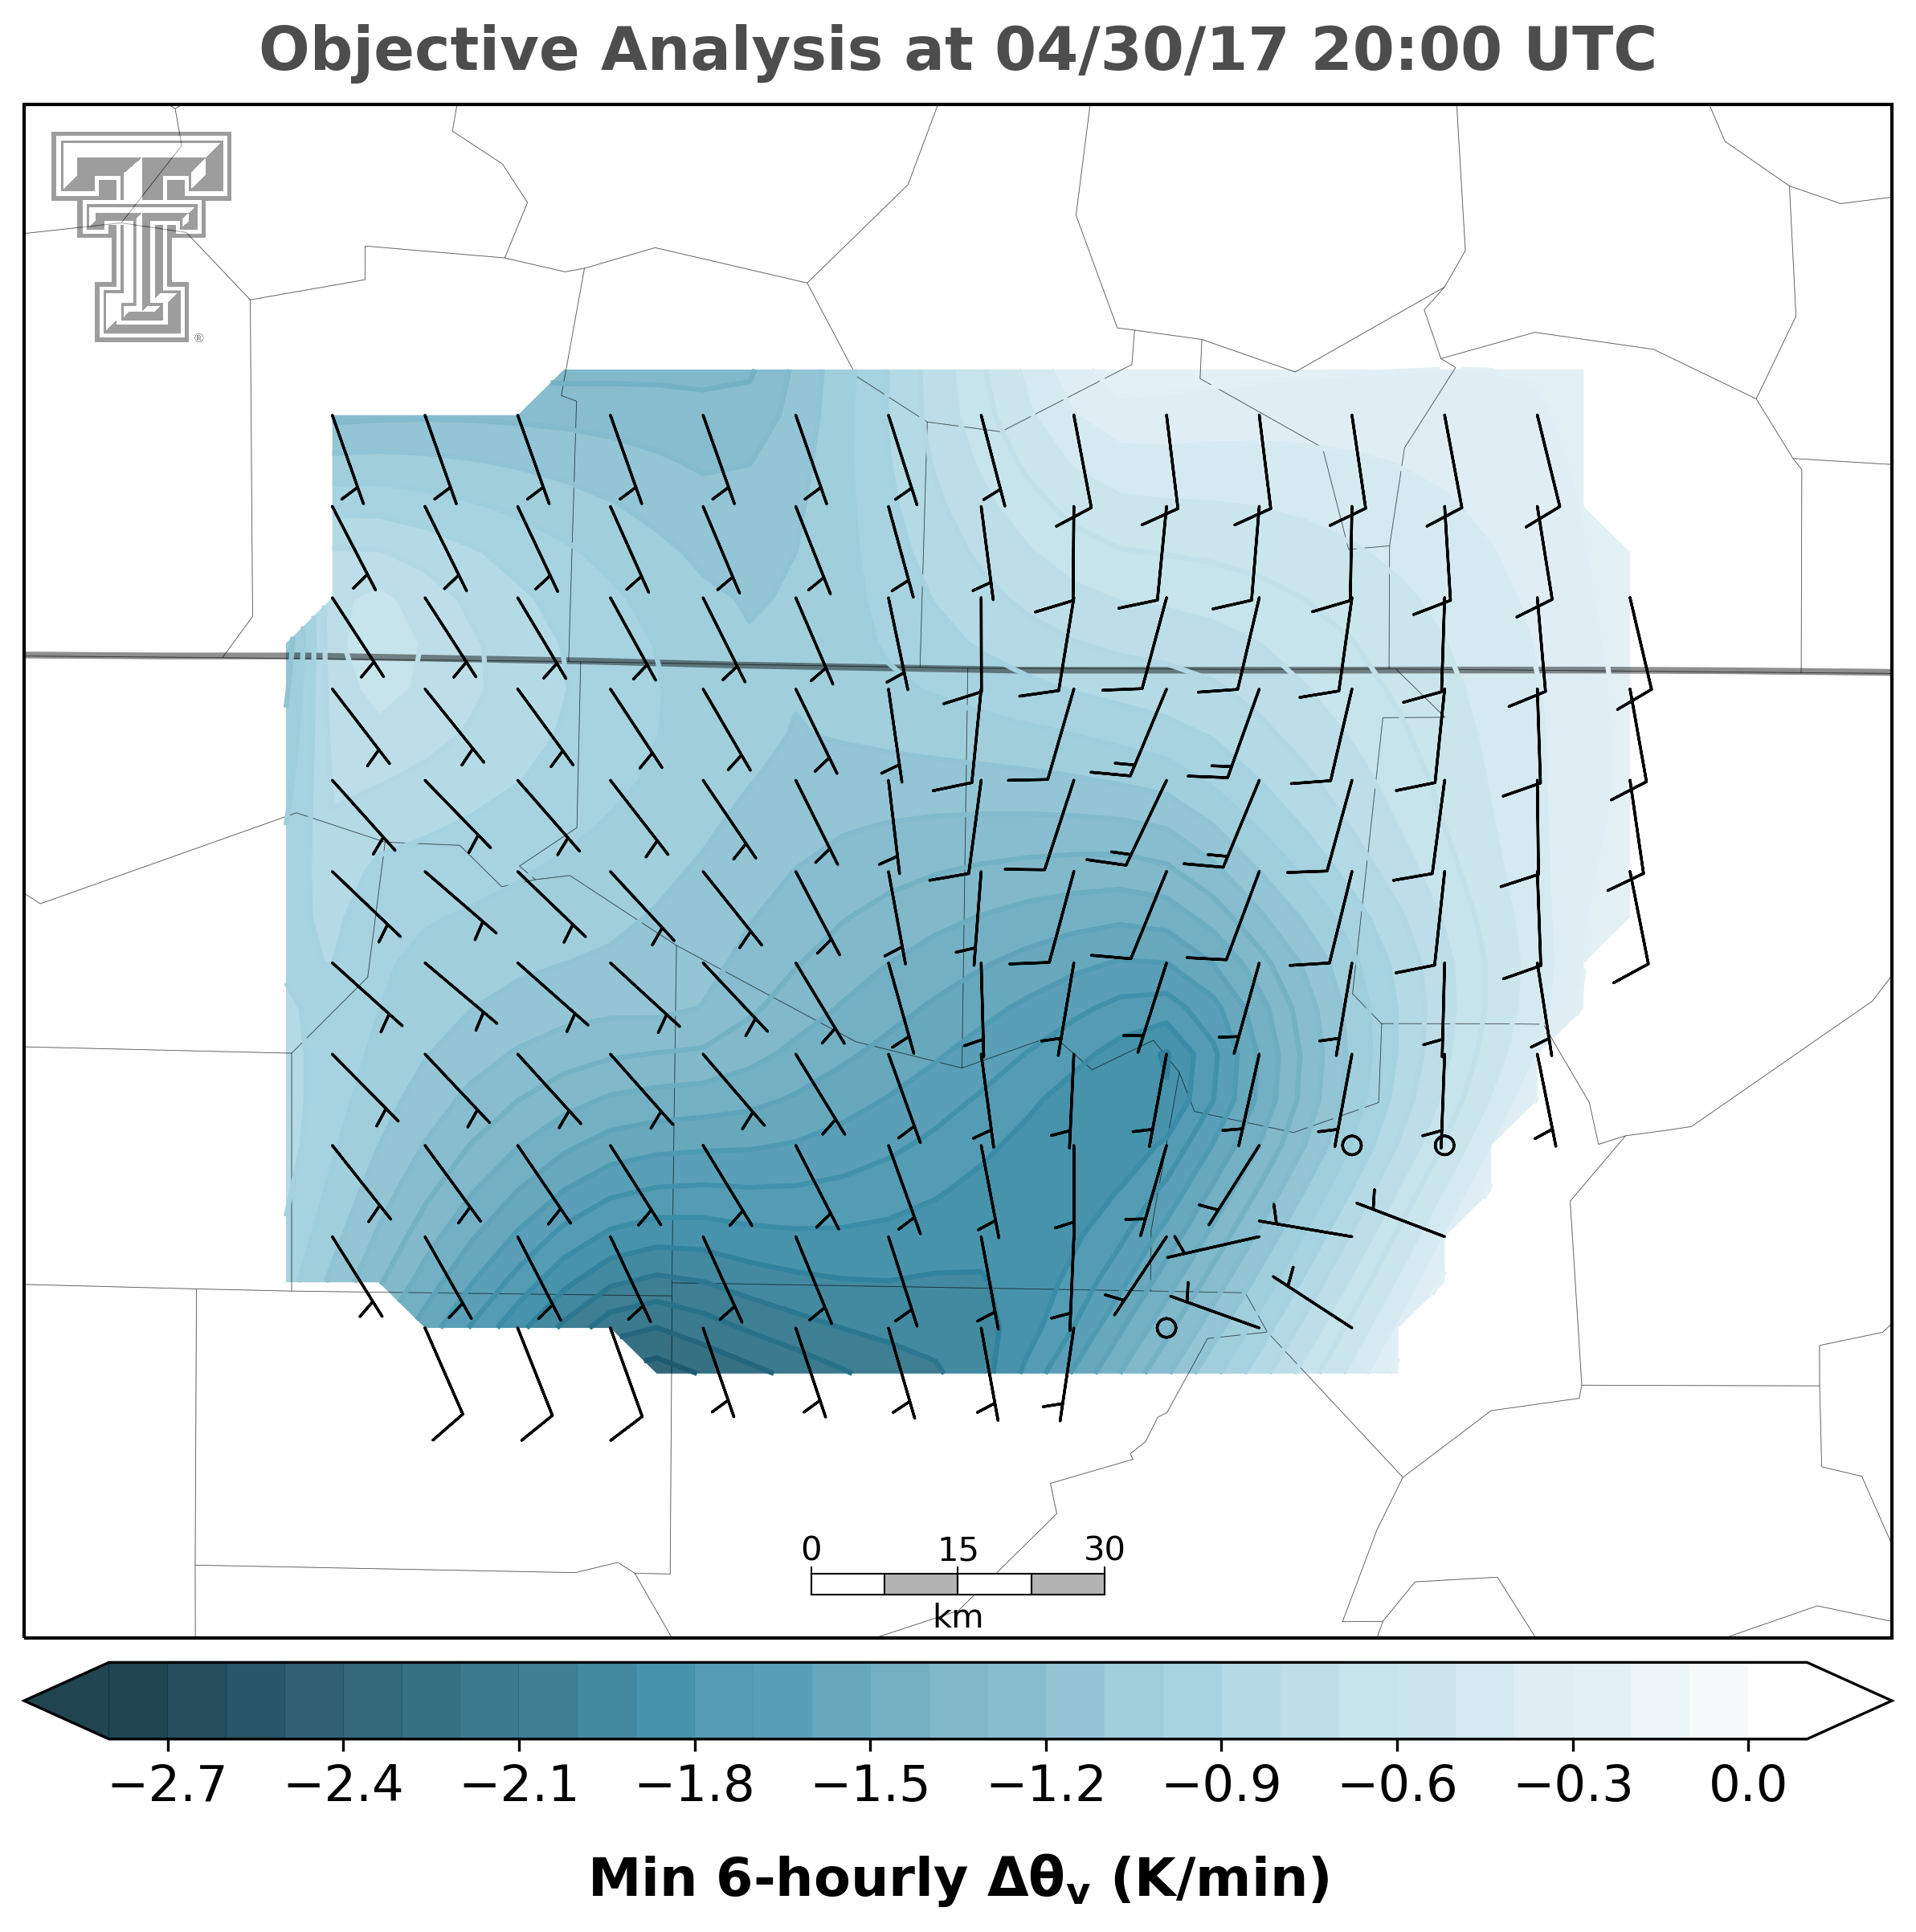 Objective Analysis at 04/30/17 20:00 UTC
®
0 15 30
km
−2.7 −2.4 −2.1 −1.8 −1.5 −1.2 −0.9 −0.6 −0.3 0.0
Min 6-hourly Δθv (K/min)